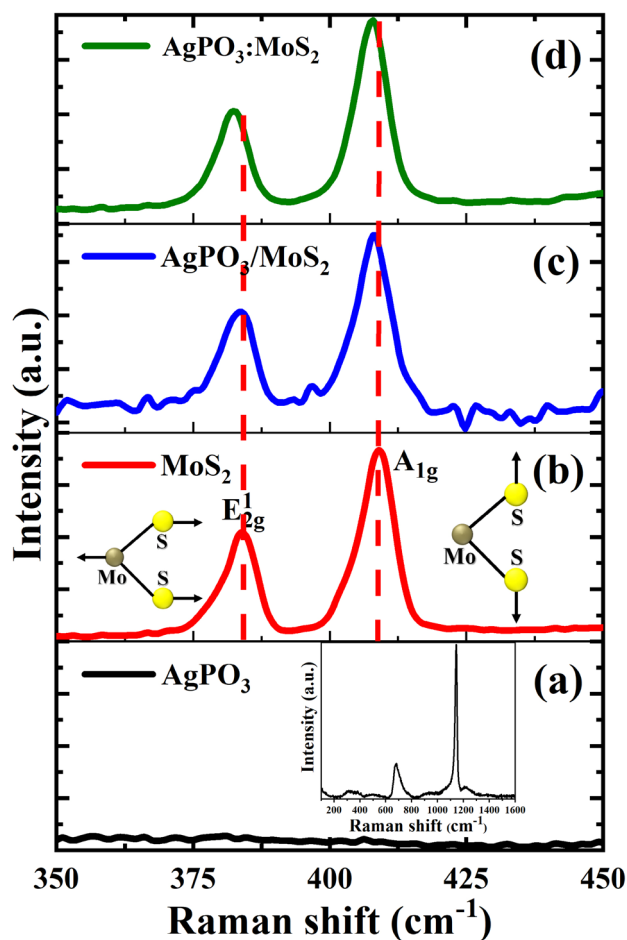 AgPO₃:MoS₂
(d)
AgPO₃/MoS₂
(c)
MoS₂
(b)
A₁g
E¹₂g
S
Mo
S
S
Mo
S
AgPO₃
(a)
Intensity (a.u.)
200 400 600 800 1000 1200 1400 1600
Raman shift (cm⁻¹)
Intensity (a.u.)
350 375 400 425 450
Raman shift (cm⁻¹)